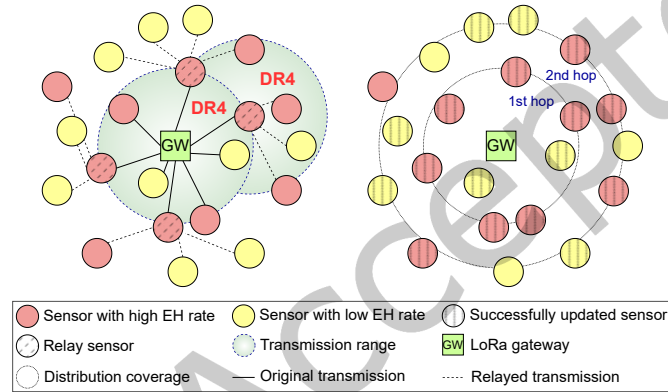 DR4
DR4
2nd hop
1st hop
GW
GW
Sensor with high EH rate
Sensor with low EH rate
Successfully updated sensor
Relay sensor
Transmission range
GW
LoRa gateway
Distribution coverage
Original transmission
Relayed transmission
Accepte